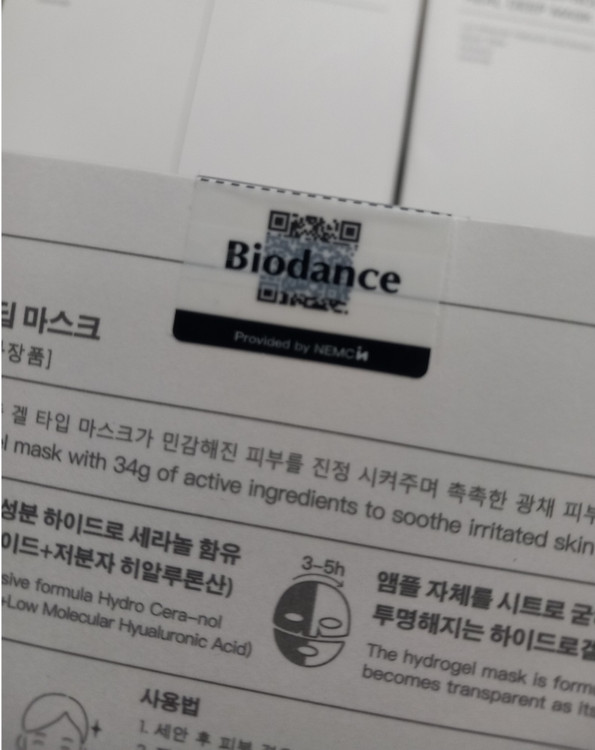 Biodance
Provided by NEMC
딥 마스크
장품]
겔 타입 마스크가 민감해진 피부를 진정 시켜주며 촉촉한 광채 피부
mask with 34g of active ingredients to soothe irritated skin
성분 하이드로 세라놀 함유
이드+저분자 히알루론산)
sive formula Hydro Cera-nol
+Low Molecular Hyualuronic Acid)
3-5h
앰플 자체를 시트로 굳
투명해지는 하이드로겔
The hydrogel mask is form
becomes transparent as its
사용법
1. 세안 후 피부